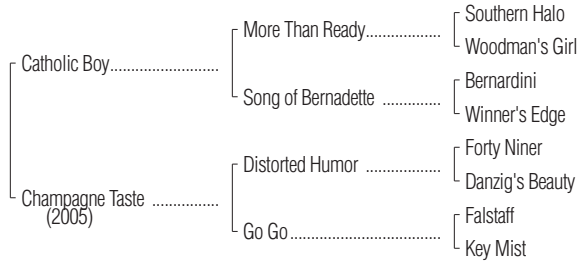 Southern Halo
More Than Ready
Woodman's Girl
Catholic Boy
Bernardini
Song of Bernadette
Winner's Edge
Forty Niner
Distorted Humor
Danzig's Beauty
Champagne Taste
(2005)
Falstaff
Go Go
Key Mist